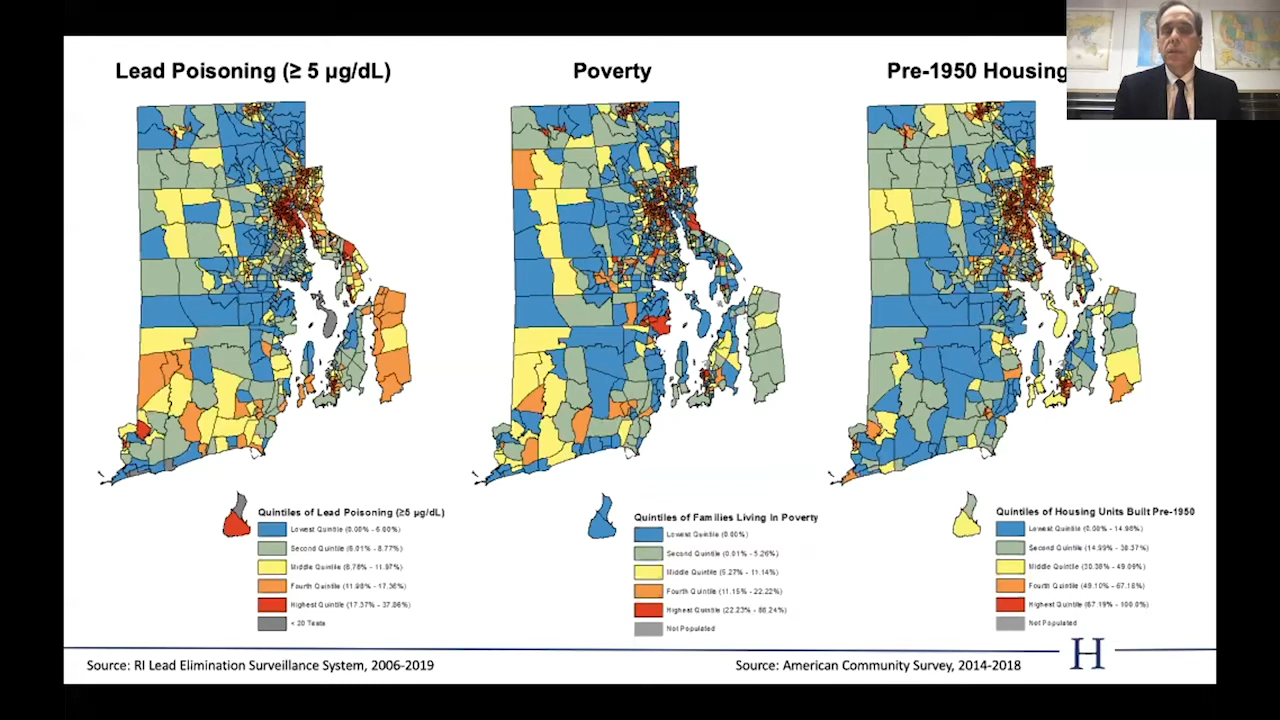 Lead Poisoning (≥ 5 µg/dL)
Poverty
Pre-1950 Housing
Quintiles of Lead Poisoning (≥5 µg/dL)
Lowest Quintile (0.00% - 6.00%)
Second Quintile (6.01% - 8.77%)
Middle Quintile (8.78% - 11.97%)
Fourth Quintile (11.98% - 17.36%)
Highest Quintile (17.37% - 37.86%)
< 20 Tests
Quintiles of Families Living In Poverty
Lowest Quintile (0.00%)
Second Quintile (0.01% - 5.26%)
Middle Quintile (5.27% - 11.14%)
Fourth Quintile (11.15% - 22.22%)
Highest Quintile (22.23% - 86.24%)
Not Populated
Quintiles of Housing Units Built Pre-1950
Lowest Quintile (0.00% - 14.98%)
Second Quintile (14.99% - 30.37%)
Middle Quintile (30.38% - 49.09%)
Fourth Quintile (49.10% - 67.18%)
Highest Quintile (67.19% - 100.0%)
Not Populated
Source: RI Lead Elimination Surveillance System, 2006-2019
Source: American Community Survey, 2014-2018
H